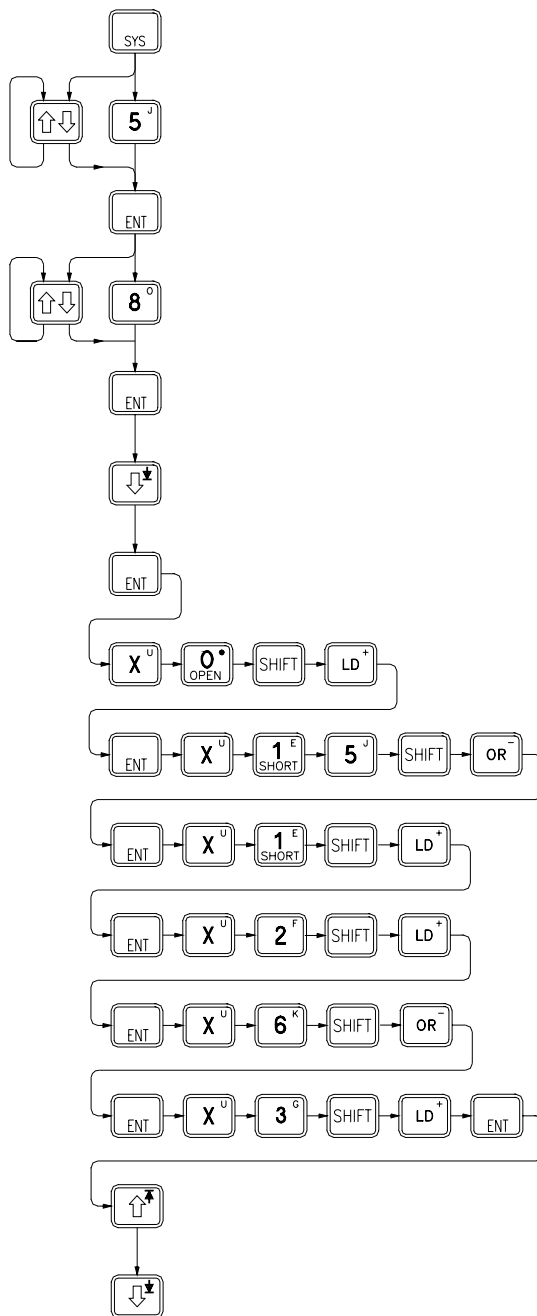 SYS
5 J
ENT
8 O
ENT
ENT
X U 0 OPEN SHIFT LD +
ENT X U 1 E SHORT 5 J SHIFT OR -
ENT X U 1 E SHORT SHIFT LD +
ENT X U 2 F SHIFT LD +
ENT X U 6 K SHIFT OR -
ENT X U 3 G SHIFT LD + ENT